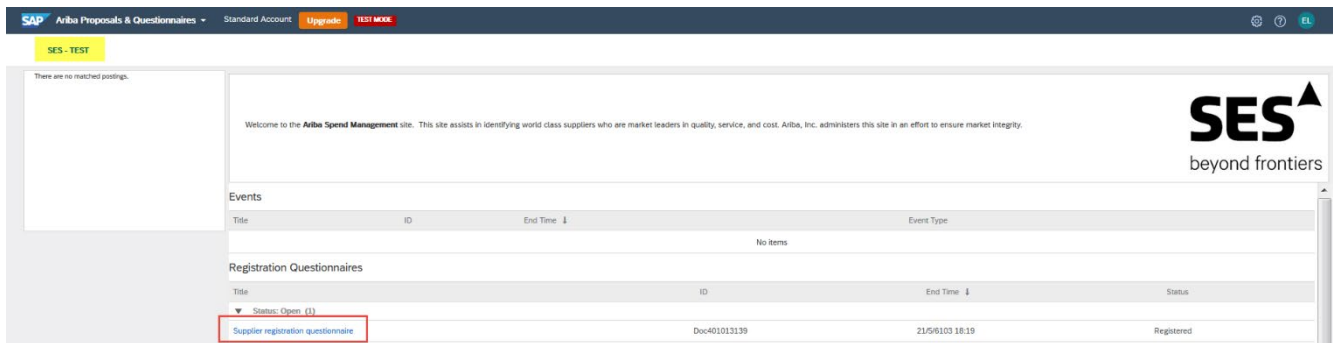 SAP Ariba Proposals & Questionnaires Standard Account Upgrade TEST MODE EL
SES - TEST
There are no matched postings.
Welcome to the Ariba Spend Management site. This site assists in identifying world class suppliers who are market leaders in quality, service, and cost. Ariba, Inc. administers this site in an effort to ensure market integrity.
SES
beyond frontiers
Events
Title ID End Time ↓ Event Type
No items
Registration Questionnaires
Title ID End Time ↓ Status
▼ Status: Open (1)
Supplier registration questionnaire Doc401013139 21/5/6103 18:19 Registered